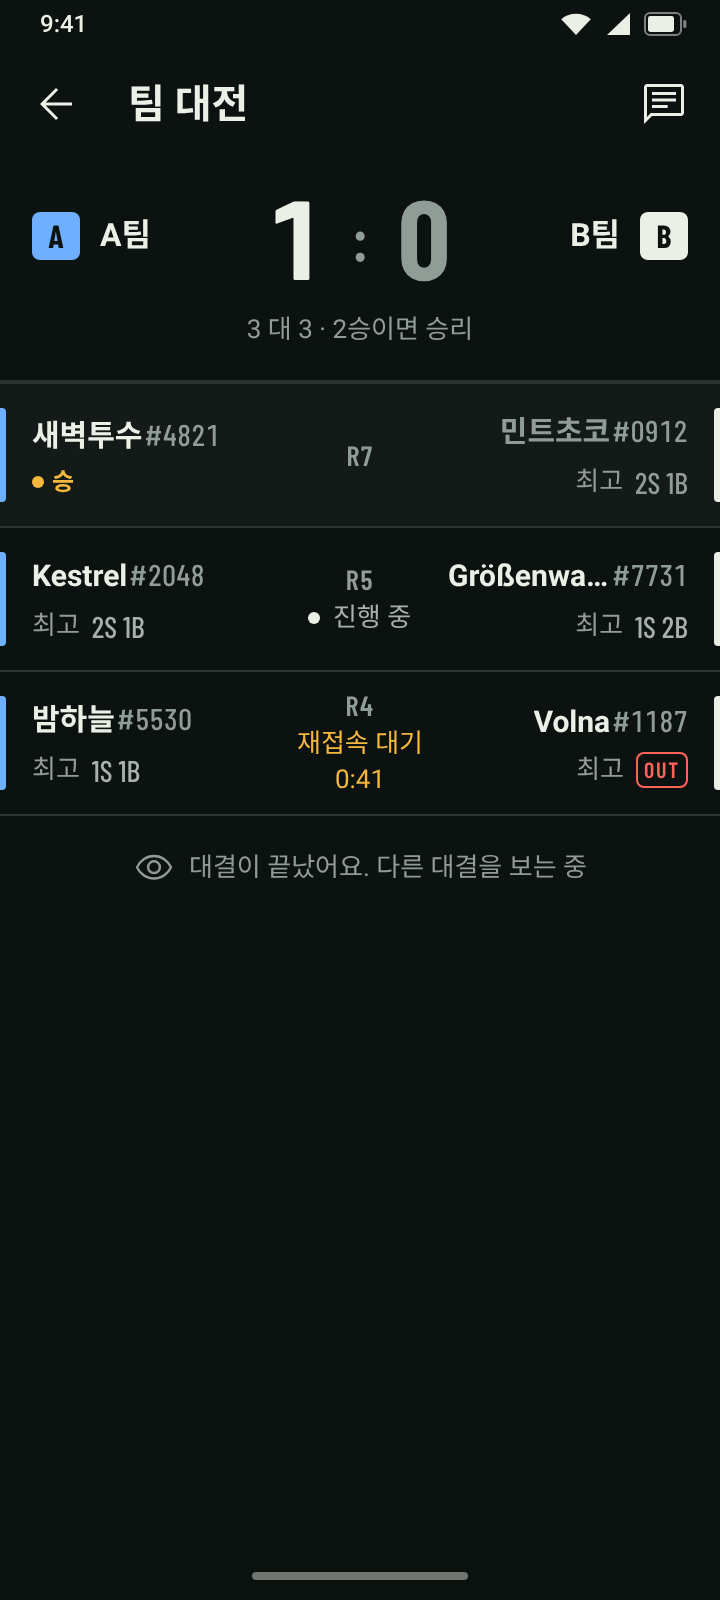 9:41
팀 대전
A A팀 1 : 0 B팀 B
3 대 3 · 2승이면 승리
새벽투수#4821 R7 민트초코#0912
승 최고 2S 1B
Kestrel#2048 R5 Größenwa...#7731
최고 2S 1B 진행 중 최고 1S 2B
밤하늘#5530 R4 Volna#1187
최고 1S 1B 재접속 대기 최고 OUT
0:41
대결이 끝났어요. 다른 대결을 보는 중